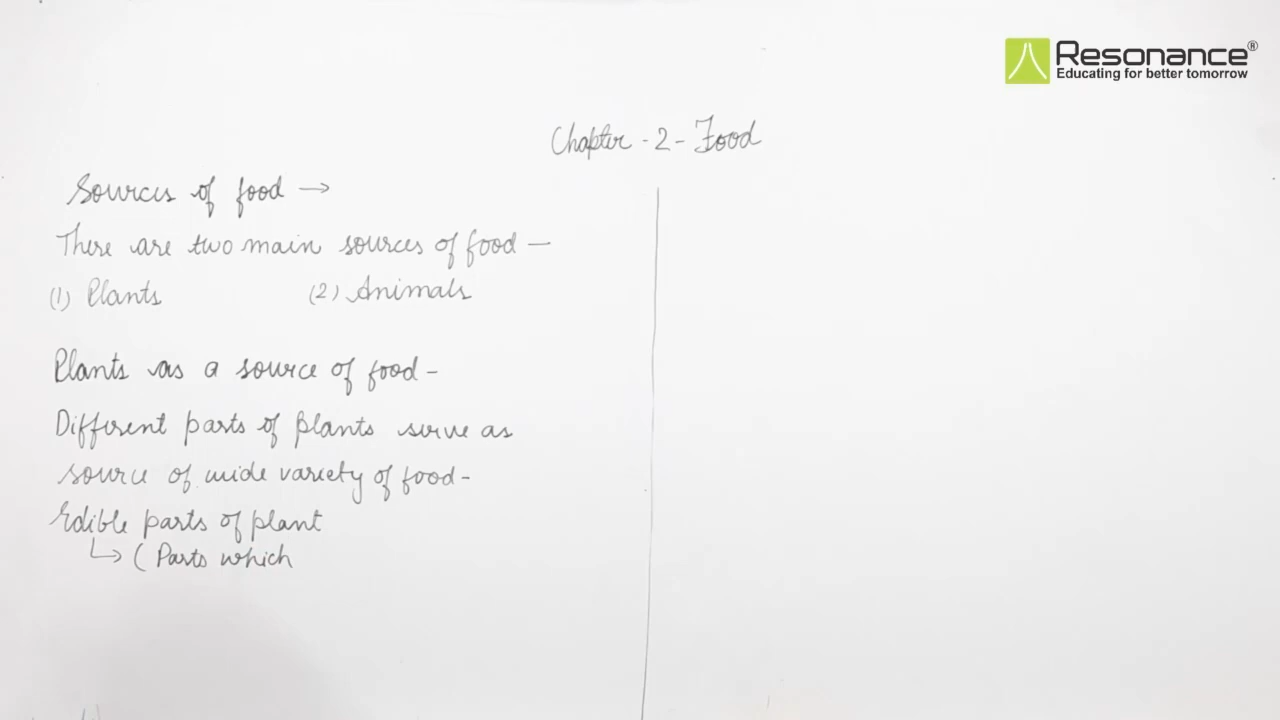 Resonance®
Educating for better tomorrow
Chapter - 2 - Food
Sources of food →
There are two main sources of food —
(1) Plants (2) Animals
Plants as a source of food -
Different parts of plants serve as
source of wide variety of food -
Edible parts of plant
↳ ( Parts which